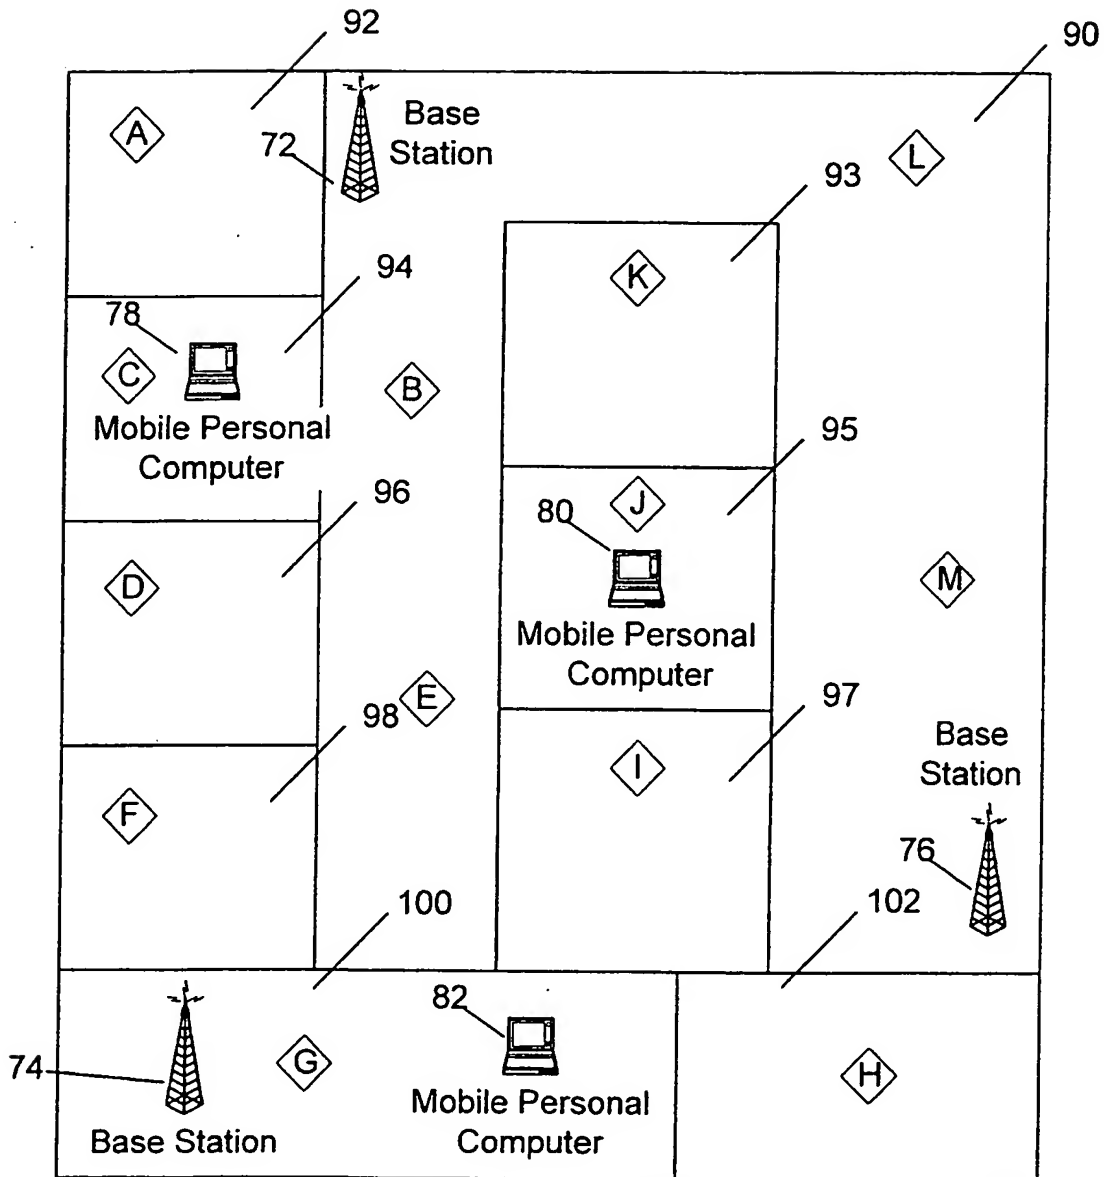 92
90
A
Base
Station
72
L
93
K
94
78
C
B
Mobile Personal
Computer
95
96
J
80
D
M
Mobile Personal
Computer
E
98
97
I
Base
Station
F
76
100
102
82
74
G
H
Mobile Personal
Computer
Base Station